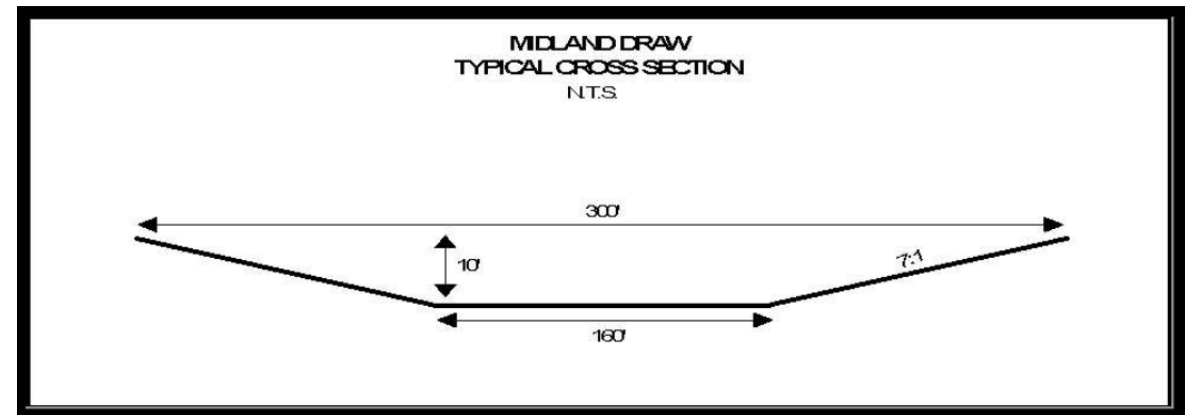 MIDLAND DRAW
TYPICAL CROSS SECTION
N.T.S.
300'
10'
7:1
160'